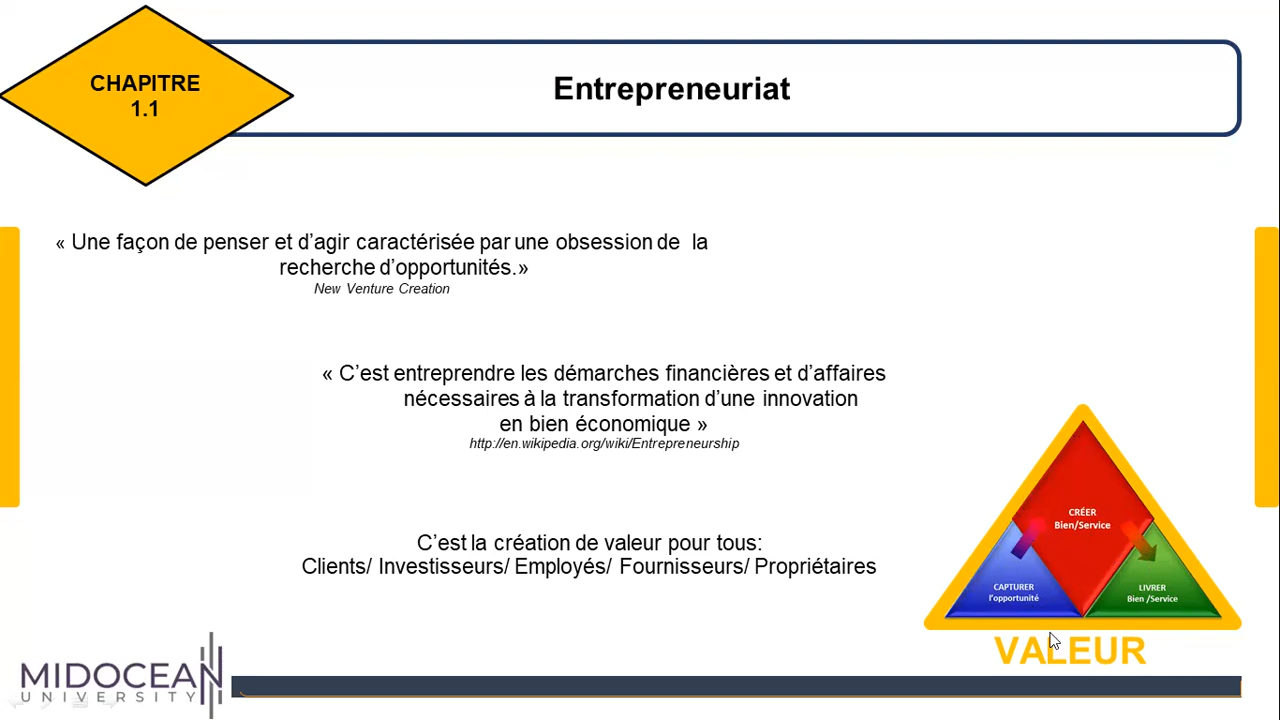 CHAPITRE
1.1
Entrepreneuriat
« Une façon de penser et d’agir caractérisée par une obsession de la
recherche d’opportunités.»
New Venture Creation
« C’est entreprendre les démarches financières et d’affaires
nécessaires à la transformation d’une innovation
en bien économique »
http://en.wikipedia.org/wiki/Entrepreneurship
C’est la création de valeur pour tous:
Clients/ Investisseurs/ Employés/ Fournisseurs/ Propriétaires
CRÉER
Bien/Service
CAPTURER
l’opportunité
LIVRER
Bien /Service
VALEUR
MIDOCEAN
UNIVERSITY